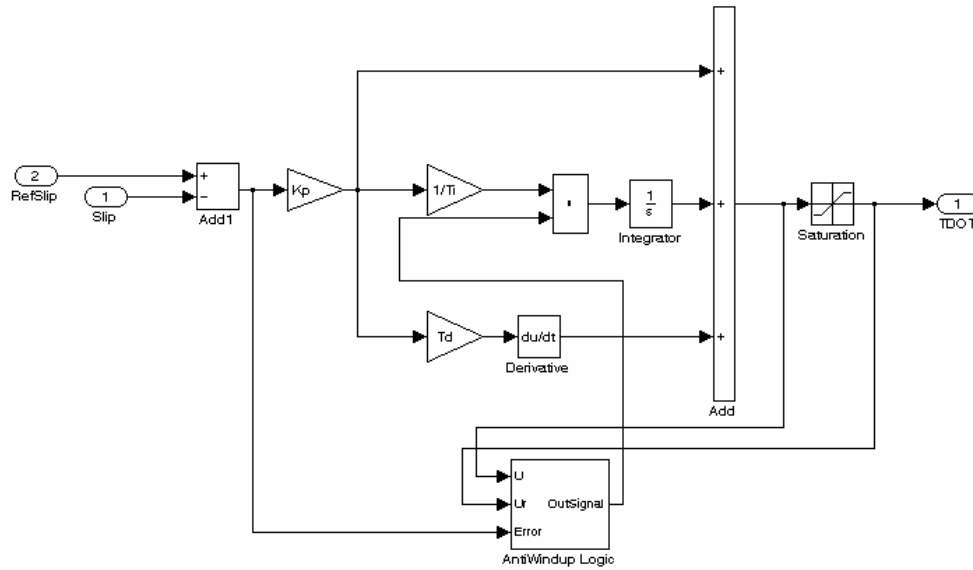 +
2
RefSlip
+
−
1
Slip
Add1
Kp
1/Ti
1
s
Integrator
+
Saturation
1
TDOT
Td
du/dt
Derivative
+
Add
U
Ur
OutSignal
Error
AntiWindup Logic